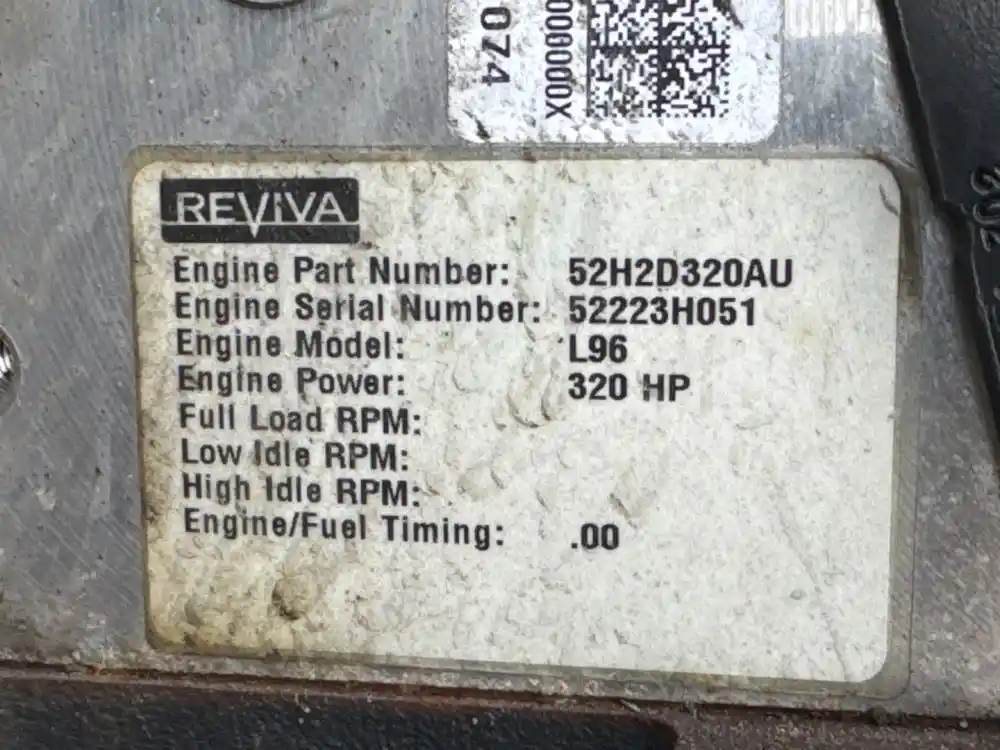 074
000000X
REVIVA
Engine Part Number: 52H2D320AU
Engine Serial Number: 52223H051
Engine Model: L96
Engine Power: 320 HP
Full Load RPM:
Low Idle RPM:
High Idle RPM:
Engine/Fuel Timing: .00